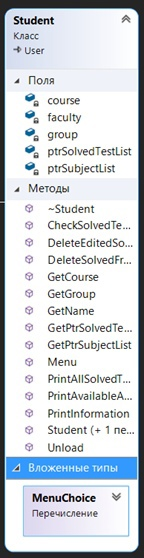 Student
Класс
User
Поля
course
faculty
group
ptrSolvedTestList
ptrSubjectList
Методы
~Student
CheckSolvedTe...
DeleteEditedSo...
DeleteSolvedFr...
GetCourse
GetGroup
GetName
GetPtrSolvedTe...
GetPtrSubjectList
Menu
PrintAllSolvedT...
PrintAvailableA...
PrintInformation
Student (+ 1 пе...
Unload
Вложенные типы
MenuChoice
Перечисление